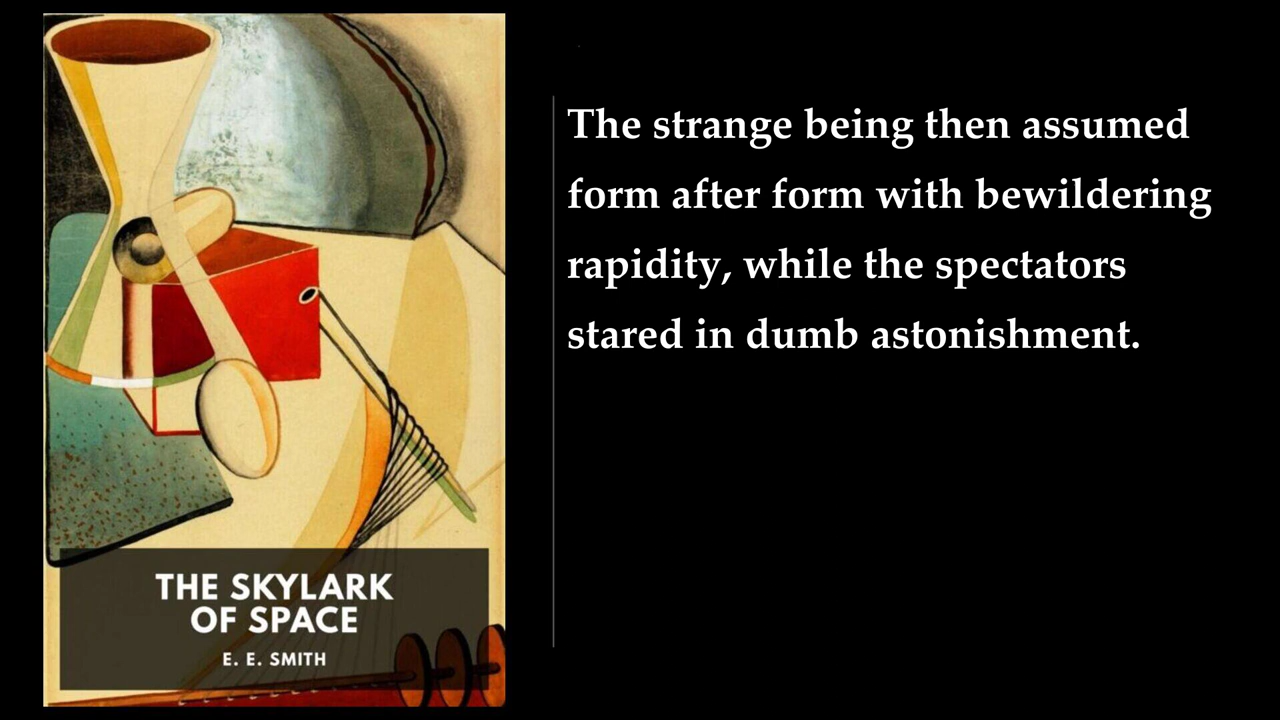 The strange being then assumed
form after form with bewildering
rapidity, while the spectators
stared in dumb astonishment.
THE SKYLARK
OF SPACE
E. E. SMITH